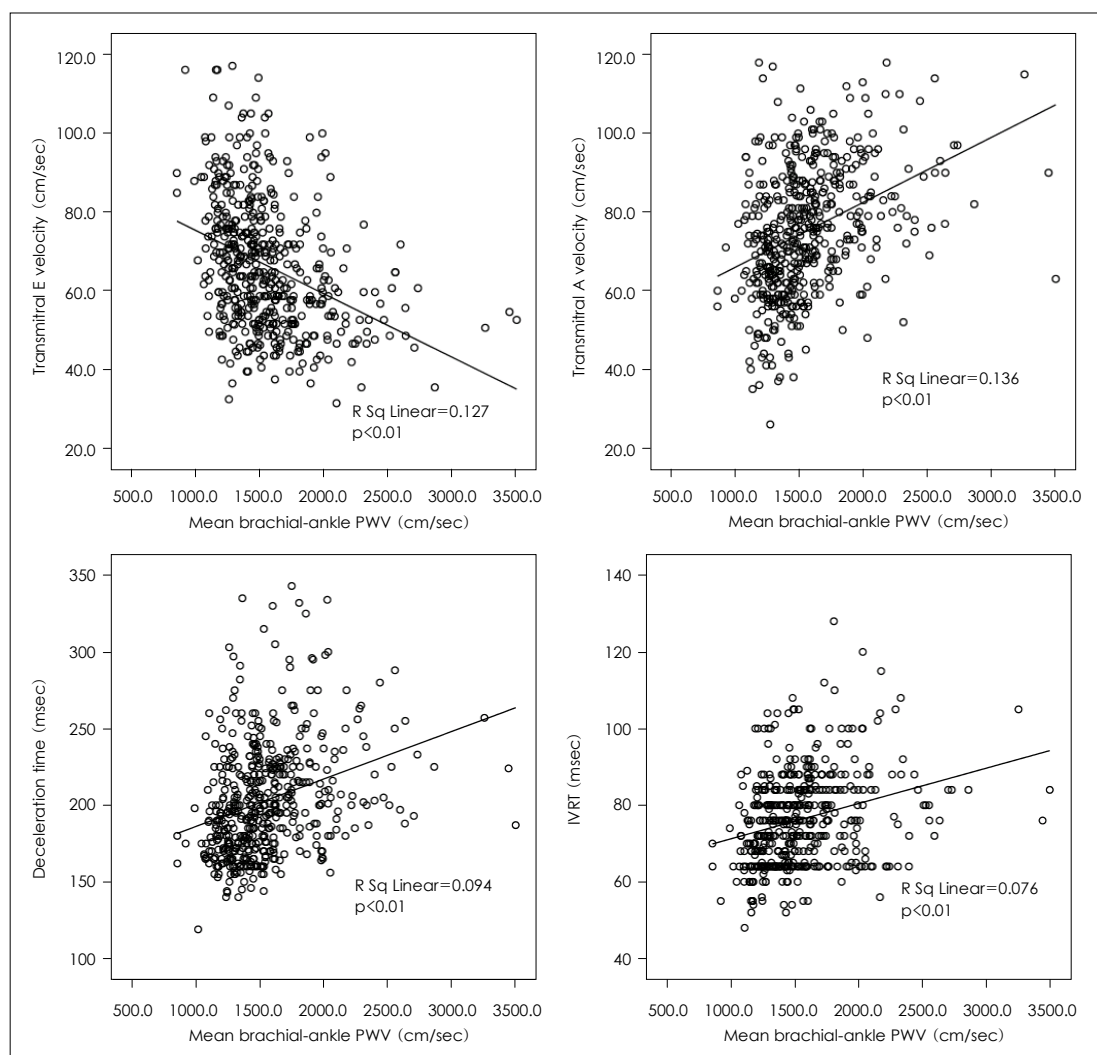 120.0
100.0
80.0
60.0
40.0
20.0
Transmitral E velocity (cm/sec)
R Sq Linear=0.127
p<0.01
500.0 1000.0 1500.0 2000.0 2500.0 3000.0 3500.0
Mean brachial-ankle PWV (cm/sec)
120.0
100.0
80.0
60.0
40.0
20.0
Transmitral A velocity (cm/sec)
R Sq Linear=0.136
p<0.01
500.0 1000.0 1500.0 2000.0 2500.0 3000.0 3500.0
Mean brachial-ankle PWV (cm/sec)
350
300
250
200
150
100
Deceleration time (msec)
R Sq Linear=0.094
p<0.01
500.0 1000.0 1500.0 2000.0 2500.0 3000.0 3500.0
Mean brachial-ankle PWV (cm/sec)
140
120
100
80
60
40
IVRT (msec)
R Sq Linear=0.076
p<0.01
500.0 1000.0 1500.0 2000.0 2500.0 3000.0 3500.0
Mean brachial-ankle PWV (cm/sec)